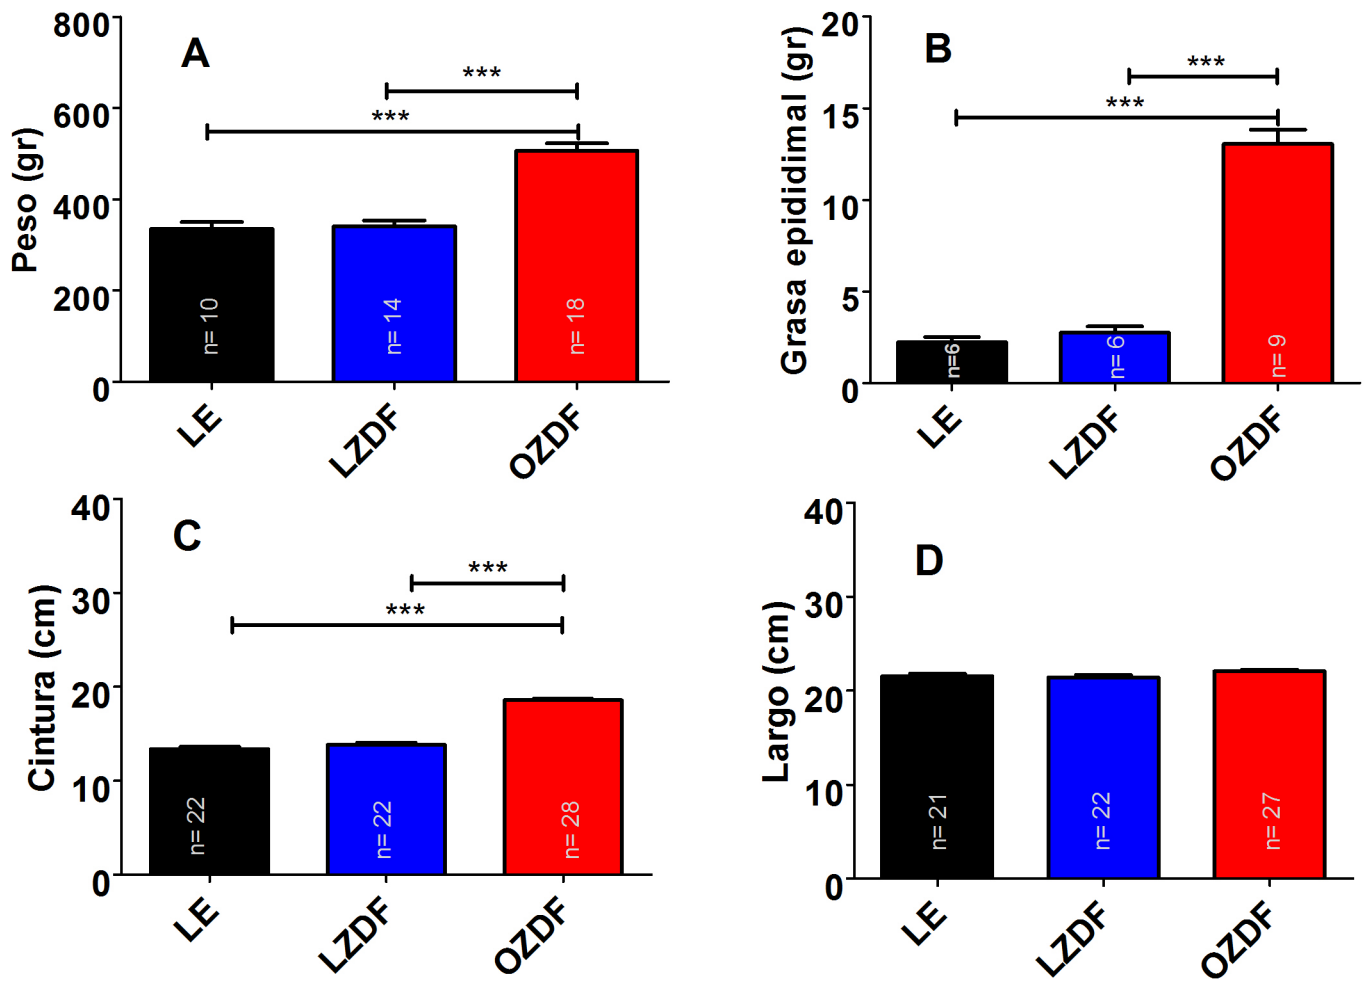 A
Peso (gr)
800
600
400
200
0
***
***
n= 10
n= 14
n= 18
LE
LZDF
OZDF
B
Grasa epididimal (gr)
20
15
10
5
0
***
***
n=6
n= 6
n= 9
LE
LZDF
OZDF
C
Cintura (cm)
40
30
20
10
0
***
***
n= 22
n= 22
n= 28
LE
LZDF
OZDF
D
Largo (cm)
40
30
20
10
0
n= 21
n= 22
n= 27
LE
LZDF
OZDF